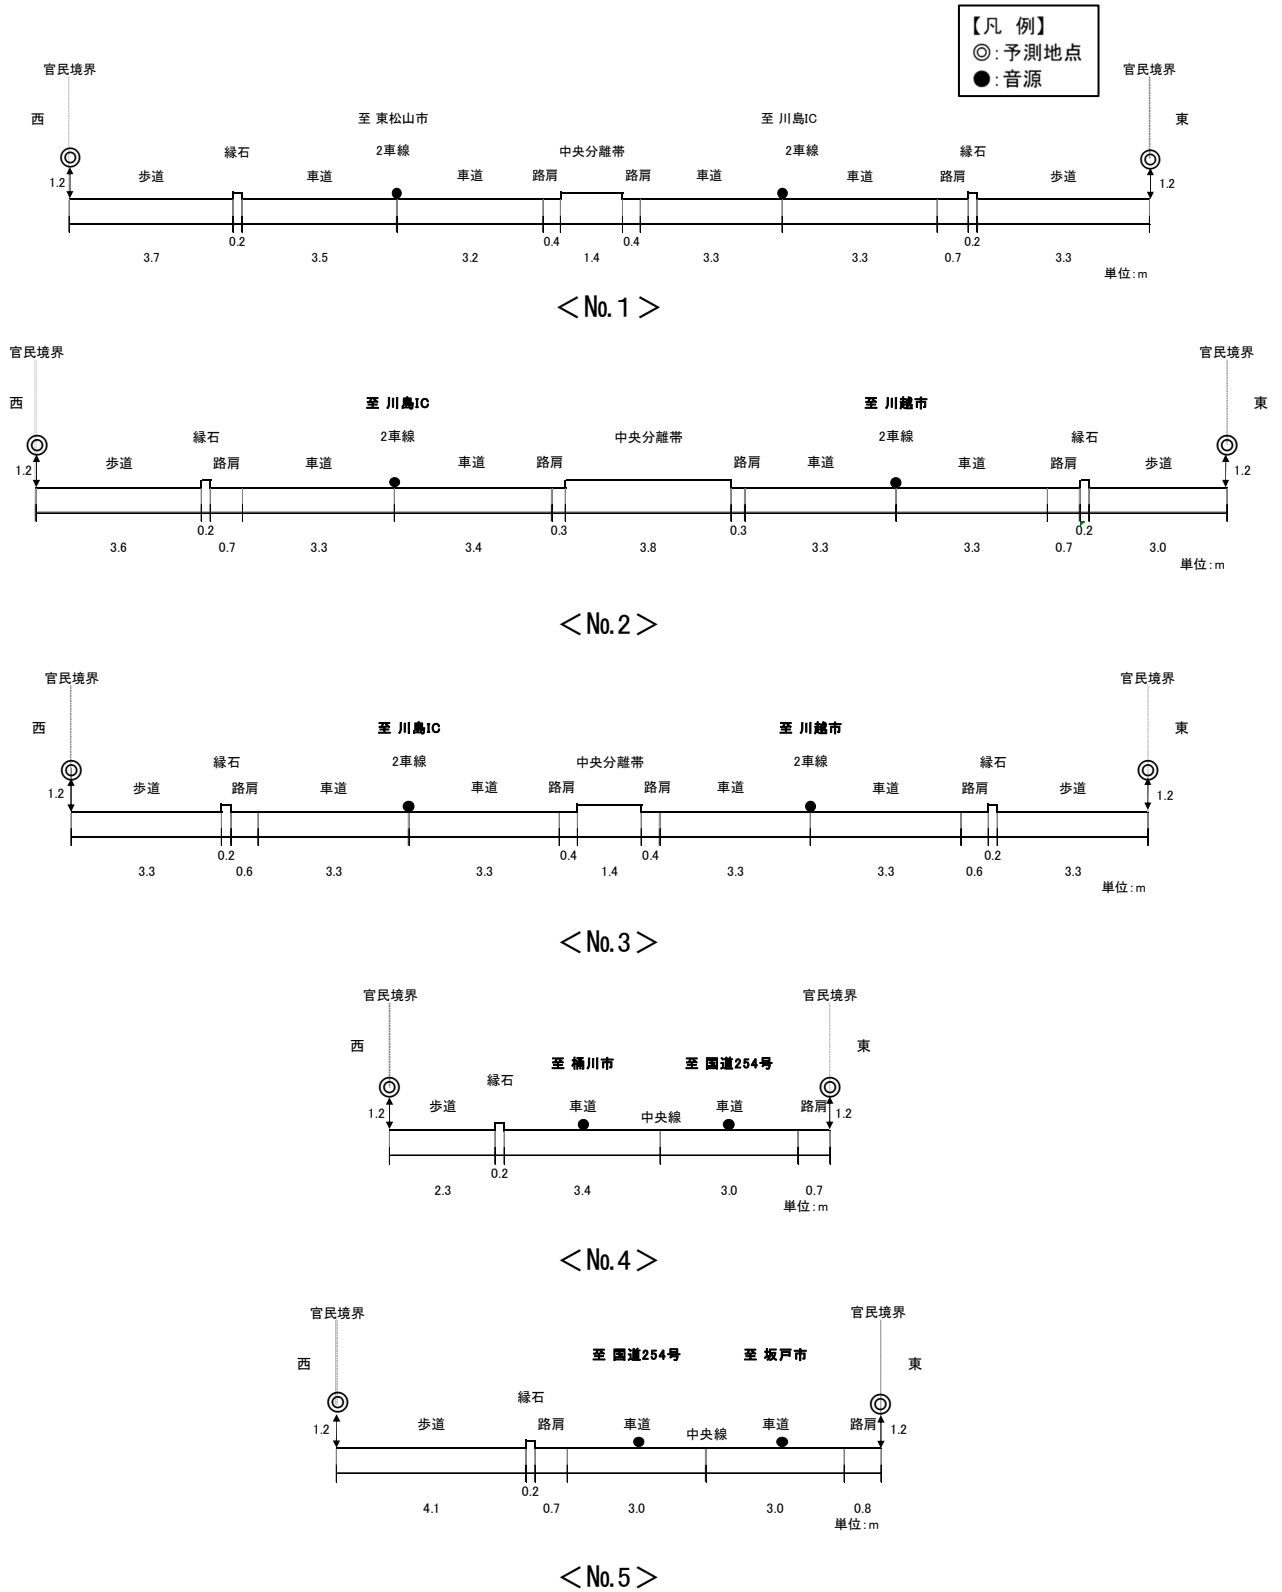 【凡 例】
◎:予測地点
●:音源
官民境界 官民境界
西 至 東松山市 至 川島IC 東
縁石 2車線 中央分離帯 2車線 縁石
1.2 歩道 車道 車道 路肩 路肩 車道 車道 路肩 歩道 1.2
0.2 0.4 0.4 0.2
3.7 3.5 3.2 1.4 3.3 3.3 0.7 3.3
単位:m
<No.1>
官民境界 官民境界
西 至 川島IC 至 川越市 東
縁石 2車線 中央分離帯 2車線 縁石
1.2 歩道 路肩 車道 車道 路肩 路肩 車道 車道 路肩 歩道 1.2
0.2 0.3 0.3 0.2
3.6 0.7 3.3 3.4 3.8 3.3 3.3 0.7 3.0
単位:m
<No.2>
官民境界 官民境界
西 至 川島IC 至 川越市 東
縁石 2車線 中央分離帯 2車線 縁石
1.2 歩道 路肩 車道 車道 路肩 路肩 車道 車道 路肩 歩道 1.2
0.2 0.4 0.4 0.2
3.3 0.6 3.3 3.3 1.4 3.3 3.3 0.6 3.3
単位:m
<No.3>
官民境界 官民境界
西 至 桶川市 至 国道254号 東
縁石
1.2 歩道 車道 中央線 車道 路肩 1.2
0.2
2.3 3.4 3.0 0.7
単位:m
<No.4>
官民境界 官民境界
西 至 国道254号 至 坂戸市 東
縁石
1.2 歩道 路肩 車道 中央線 車道 路肩 1.2
0.2
4.1 0.7 3.0 3.0 0.8
単位:m
<No.5>